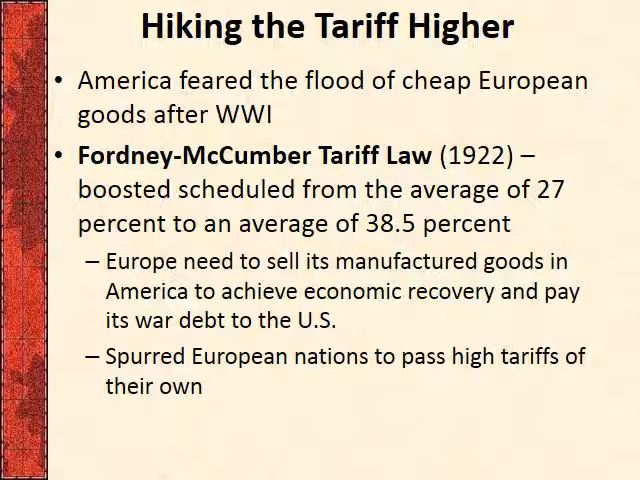 Hiking the Tariff Higher
• America feared the flood of cheap European
goods after WWI
• Fordney-McCumber Tariff Law (1922) –
boosted scheduled from the average of 27
percent to an average of 38.5 percent
– Europe need to sell its manufactured goods in
America to achieve economic recovery and pay
its war debt to the U.S.
– Spurred European nations to pass high tariffs of
their own